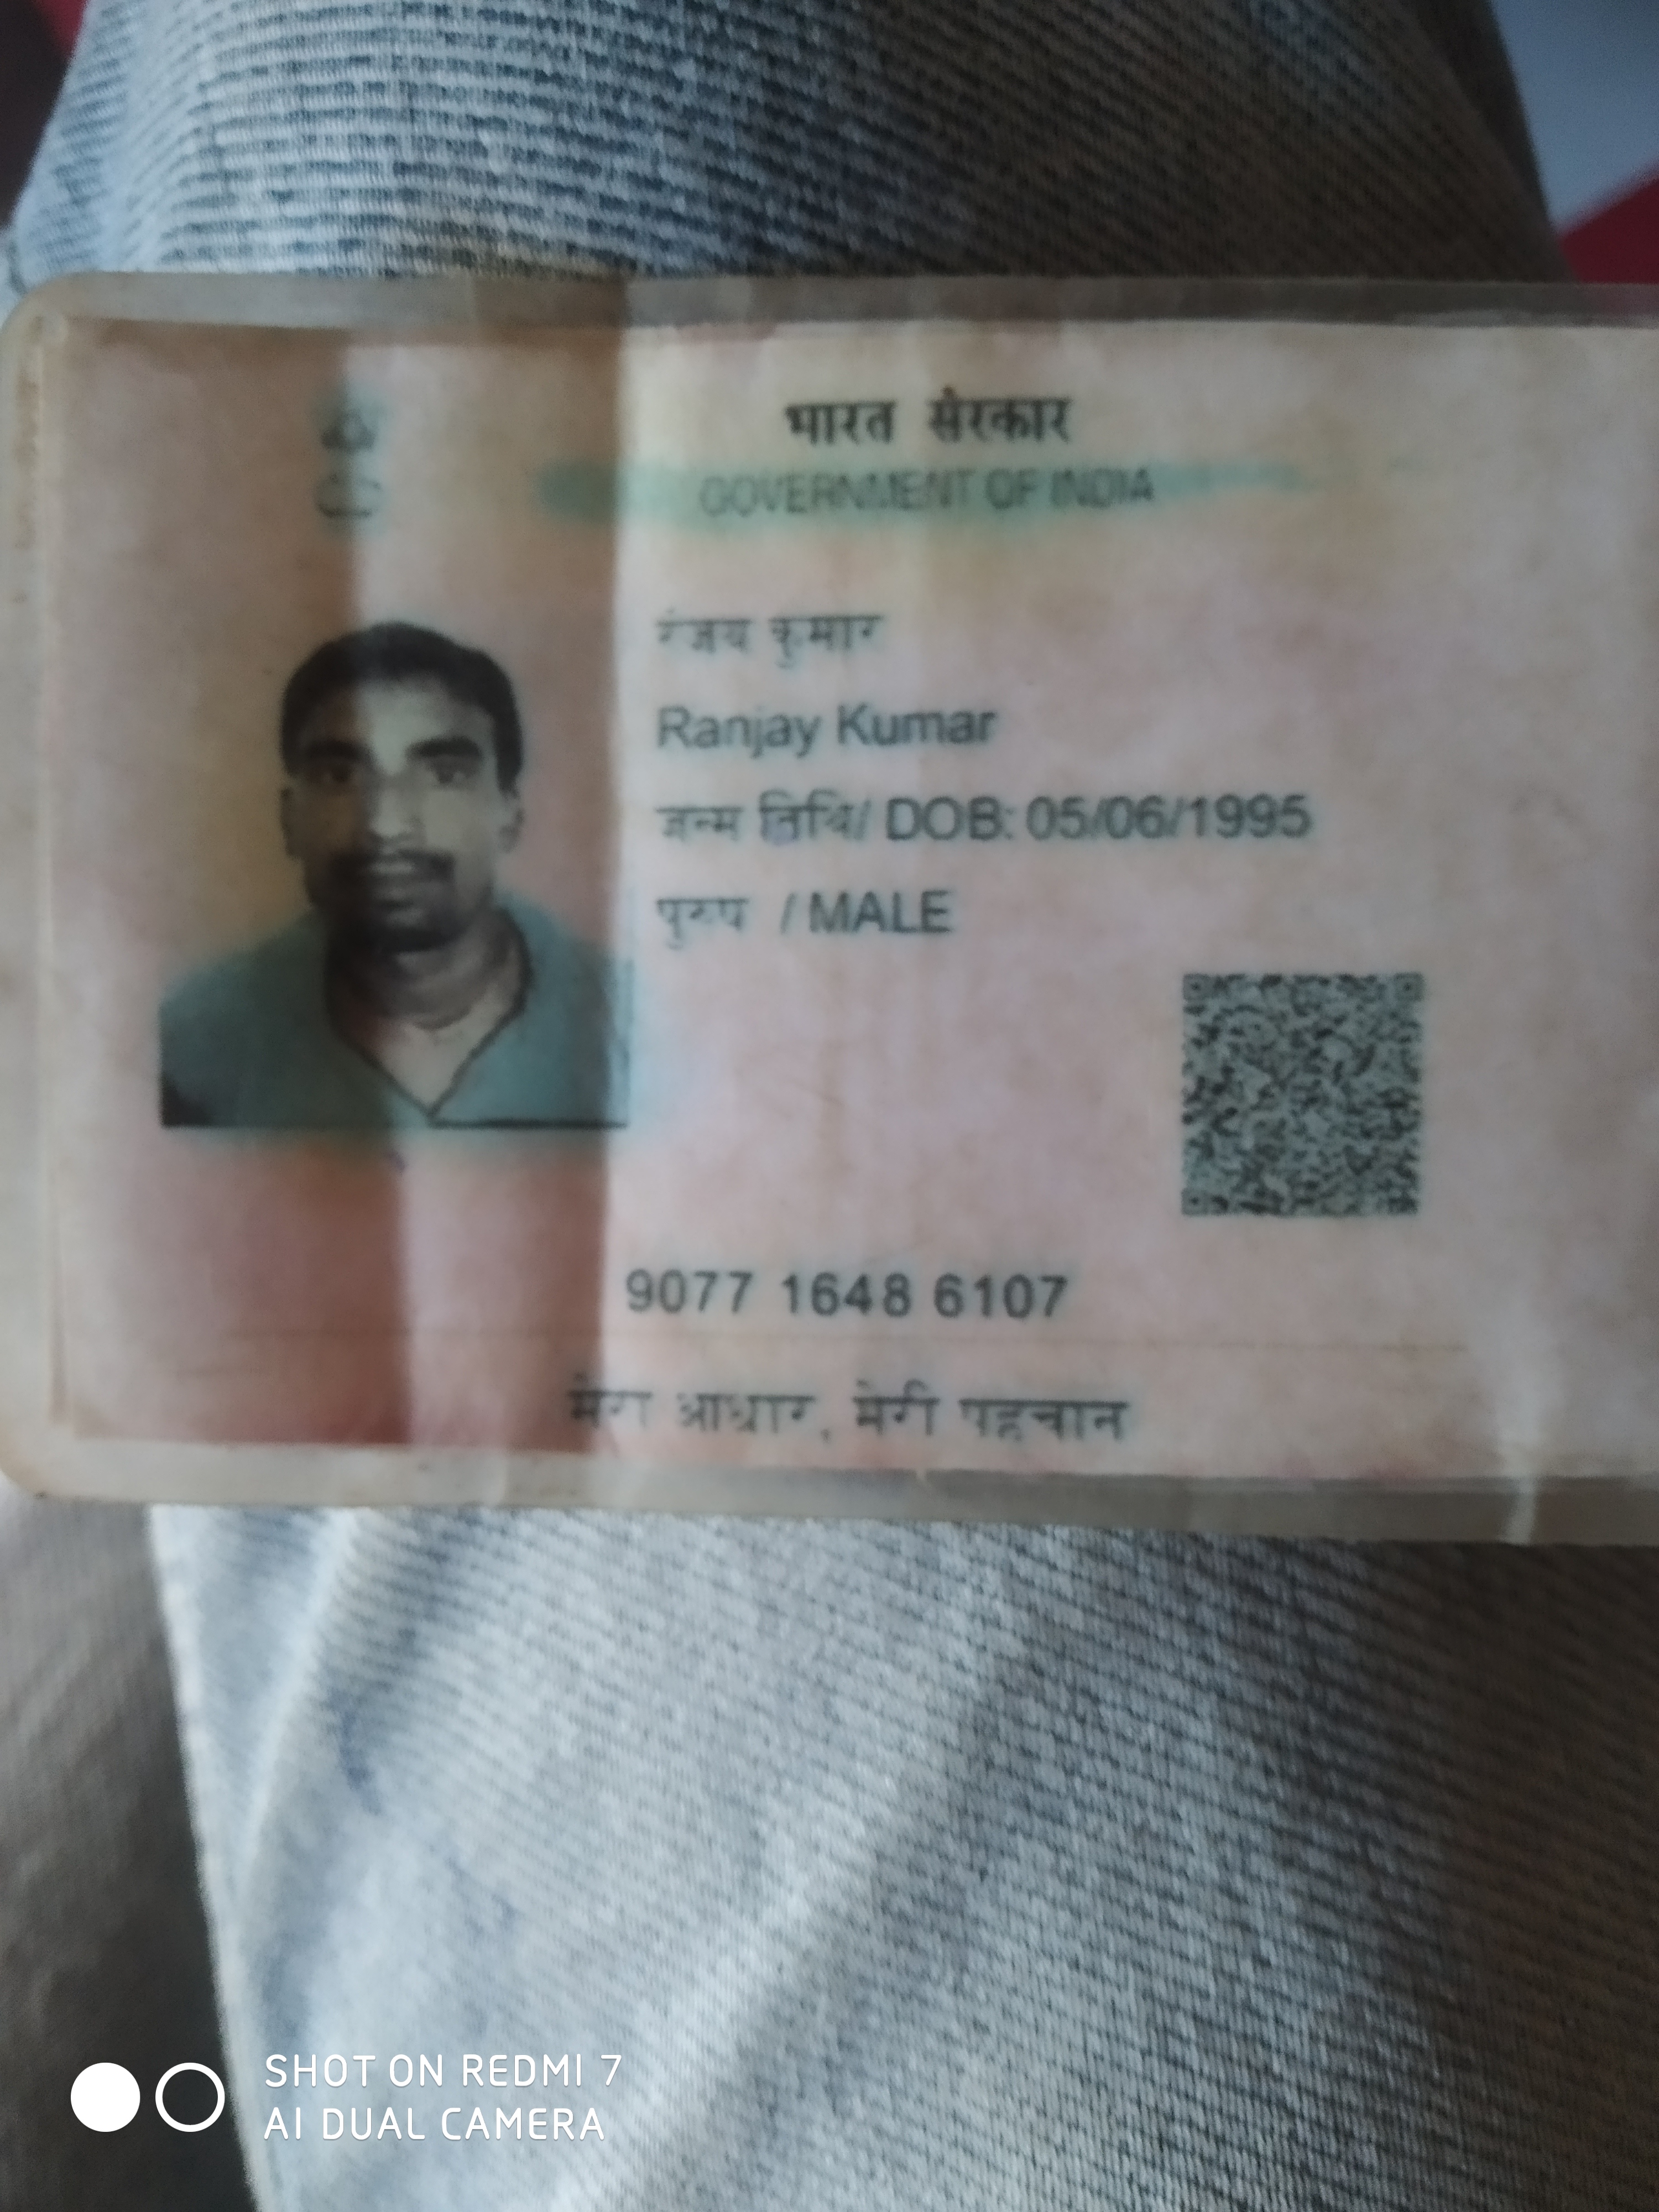 भारत सरकार
GOVERNMENT OF INDIA
रंजय कुमार
Ranjay Kumar
जन्म तिथि/ DOB: 05/06/1995
पुरुष / MALE
9077 1648 6107
मेरा आधार, मेरी पहचान
SHOT ON REDMI 7
AI DUAL CAMERA